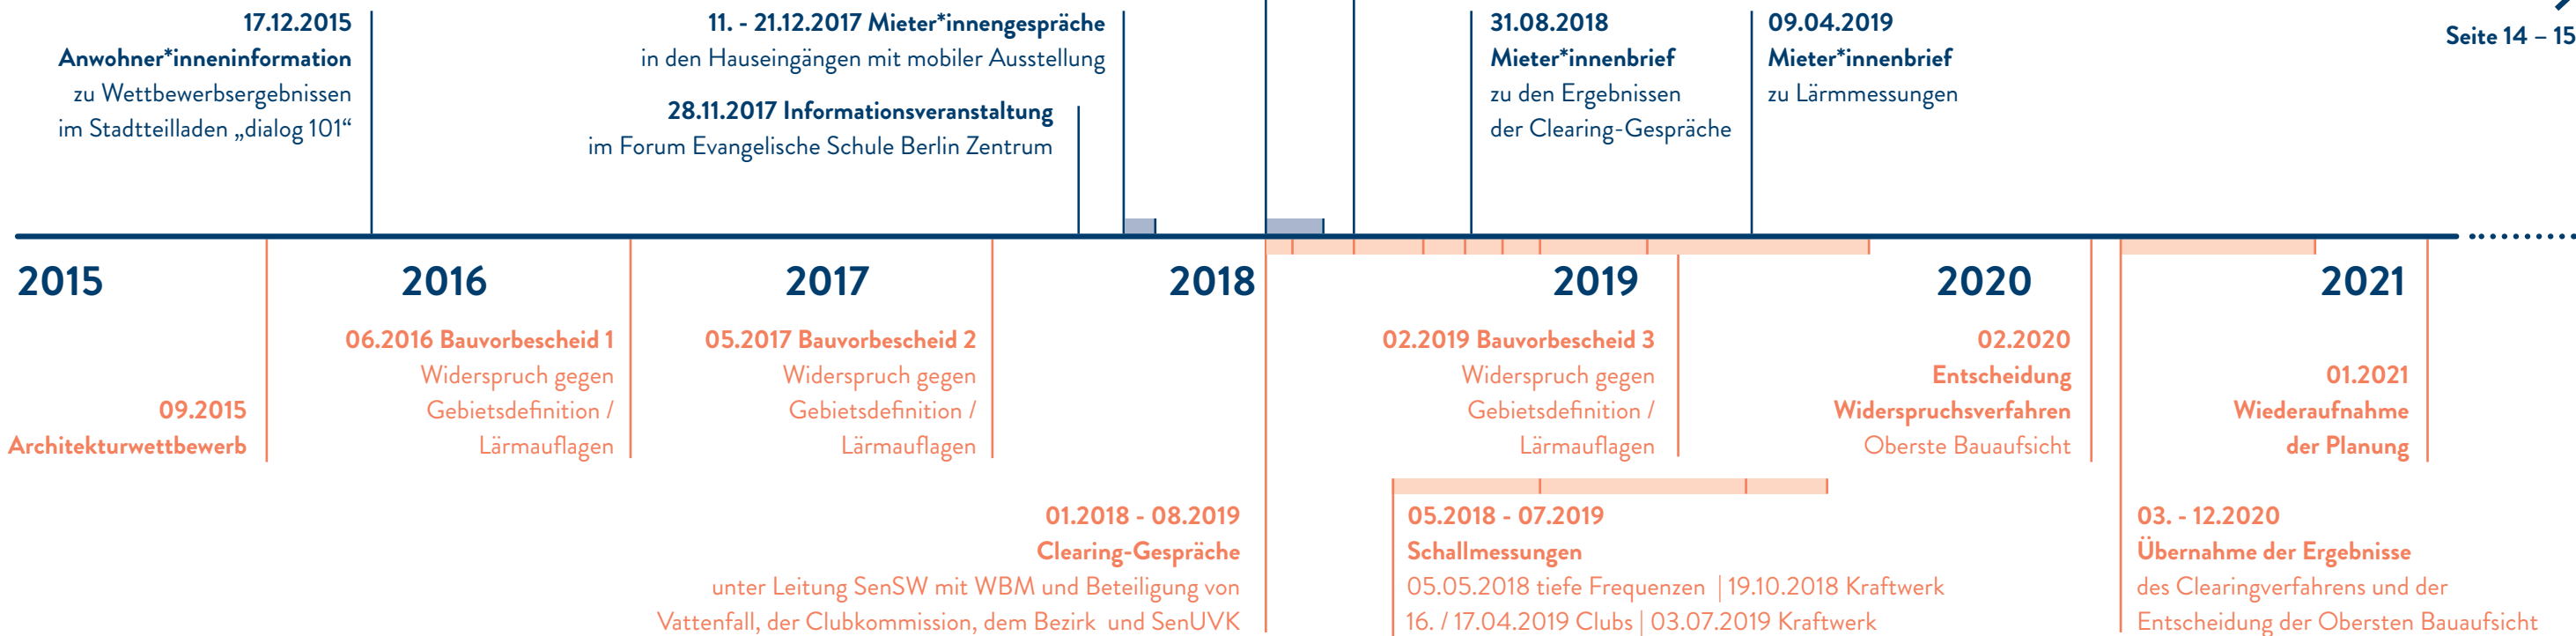 17.12.2015
Anwohner*inneninformation
zu Wettbewerbsergebnissen
im Stadtteilladen „dialog 101“
11. - 21.12.2017 Mieter*innengespräche
in den Hauseingängen mit mobiler Ausstellung
28.11.2017 Informationsveranstaltung
im Forum Evangelische Schule Berlin Zentrum
31.08.2018
Mieter*innenbrief
zu den Ergebnissen
der Clearing-Gespräche
09.04.2019
Mieter*innenbrief
zu Lärmmessungen
Seite 14 – 15
2015 2016 2017 2018 2019 2020 2021
09.2015
Architekturwettbewerb
06.2016 Bauvorbescheid 1
Widerspruch gegen
Gebietsdefinition /
Lärmauflagen
05.2017 Bauvorbescheid 2
Widerspruch gegen
Gebietsdefinition /
Lärmauflagen
02.2019 Bauvorbescheid 3
Widerspruch gegen
Gebietsdefinition /
Lärmauflagen
02.2020
Entscheidung
Widerspruchsverfahren
Oberste Bauaufsicht
01.2021
Wiederaufnahme
der Planung
01.2018 - 08.2019
Clearing-Gespräche
unter Leitung SenSW mit WBM und Beteiligung von
Vattenfall, der Clubkommission, dem Bezirk und SenUVK
05.2018 - 07.2019
Schallmessungen
05.05.2018 tiefe Frequenzen | 19.10.2018 Kraftwerk
16. / 17.04.2019 Clubs | 03.07.2019 Kraftwerk
03. - 12.2020
Übernahme der Ergebnisse
des Clearingverfahrens und der
Entscheidung der Obersten Bauaufsicht